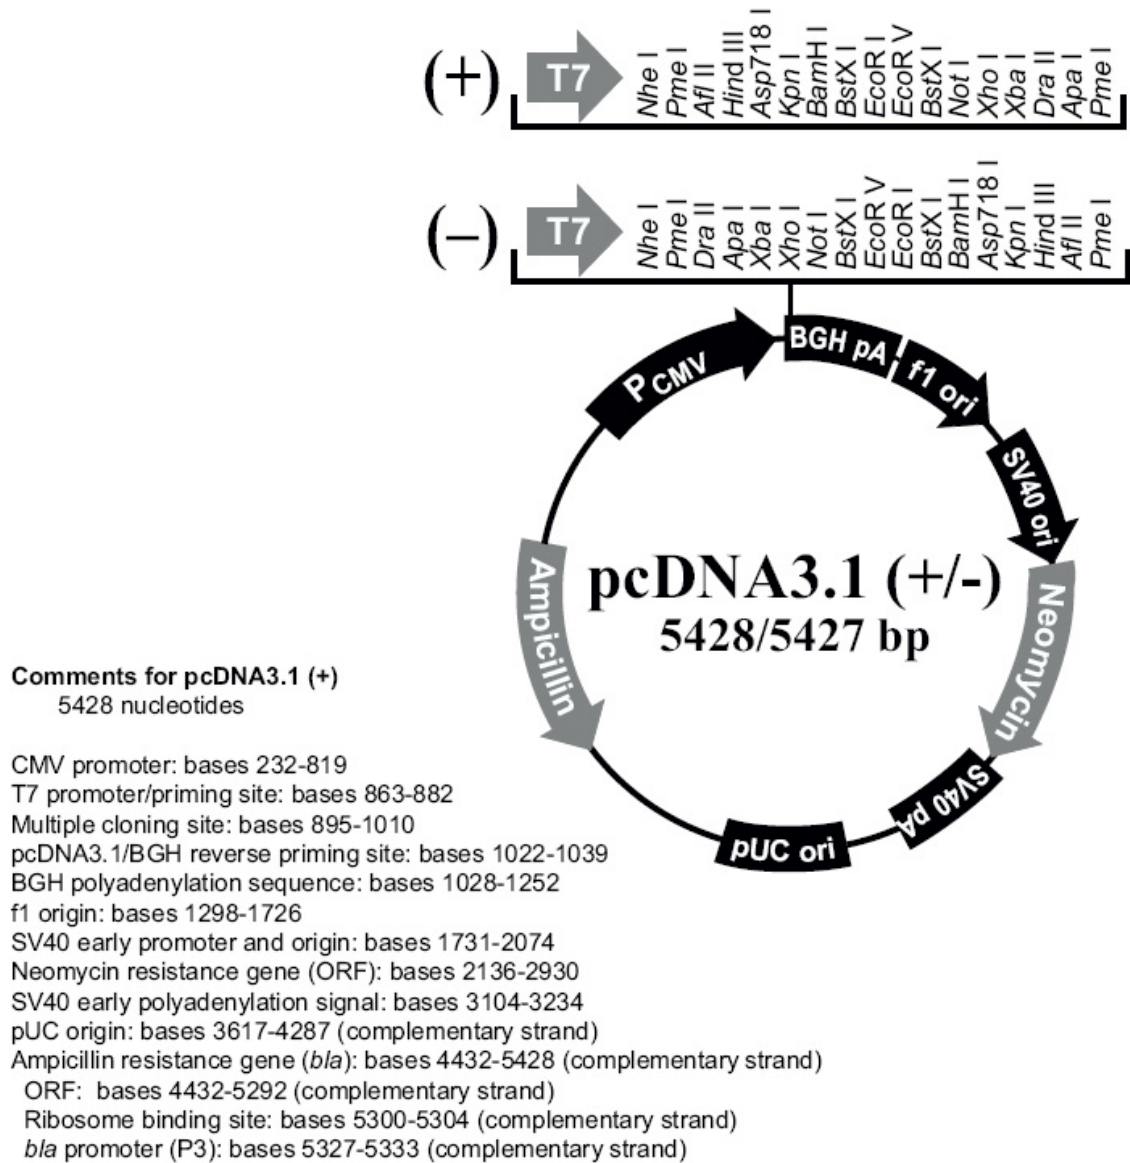 (+)
T7
Nhe I
Pme I
Afl II
Hind III
Asp718 I
Kpn I
BamH I
BstX I
EcoR I
EcoR V
BstX I
Not I
Xho I
Xba I
Dra II
Apa I
Pme I
(–)
T7
Nhe I
Pme I
Dra II
Apa I
Xba I
Xho I
Not I
BstX I
EcoR V
EcoR I
BstX I
BamH I
Asp718 I
Kpn I
Hind III
Afl II
Pme I
PCMV
BGH pA
f1 ori
SV40 ori
Neomycin
SV40 pA
pUC ori
Ampicillin
pcDNA3.1 (+/-)
5428/5427 bp
Comments for pcDNA3.1 (+)
5428 nucleotides
CMV promoter: bases 232-819
T7 promoter/priming site: bases 863-882
Multiple cloning site: bases 895-1010
pcDNA3.1/BGH reverse priming site: bases 1022-1039
BGH polyadenylation sequence: bases 1028-1252
f1 origin: bases 1298-1726
SV40 early promoter and origin: bases 1731-2074
Neomycin resistance gene (ORF): bases 2136-2930
SV40 early polyadenylation signal: bases 3104-3234
pUC origin: bases 3617-4287 (complementary strand)
Ampicillin resistance gene (bla): bases 4432-5428 (complementary strand)
ORF: bases 4432-5292 (complementary strand)
Ribosome binding site: bases 5300-5304 (complementary strand)
bla promoter (P3): bases 5327-5333 (complementary strand)